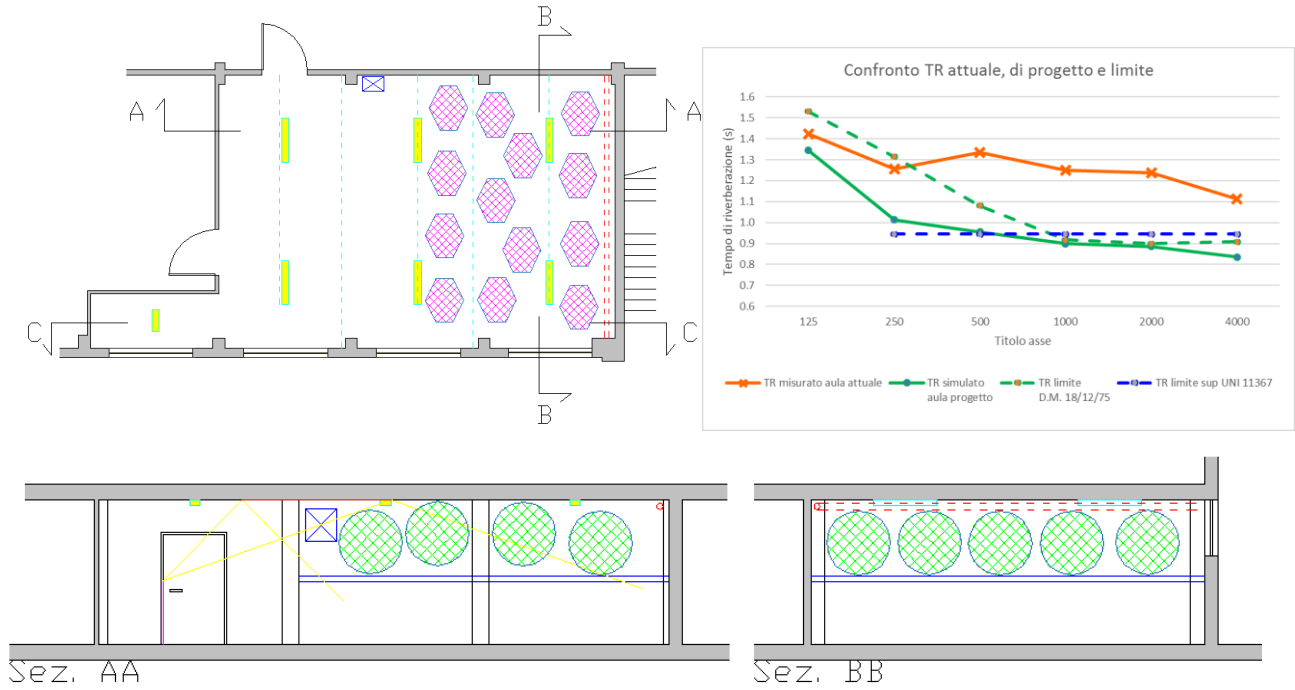 B
A
A
C
C
B
Confronto TR attuale, di progetto e limite
1.6
1.5
1.4
1.3
1.2
1.1
1.0
0.9
0.8
0.7
0.6
Tempo di riverberazione (s)
125
250
500
1000
2000
4000
Titolo asse
TR misurato aula attuale
TR simulato
aula progetto
TR limite
D.M. 18/12/75
TR limite sup UNI 11367
Sez. AA
Sez. BB